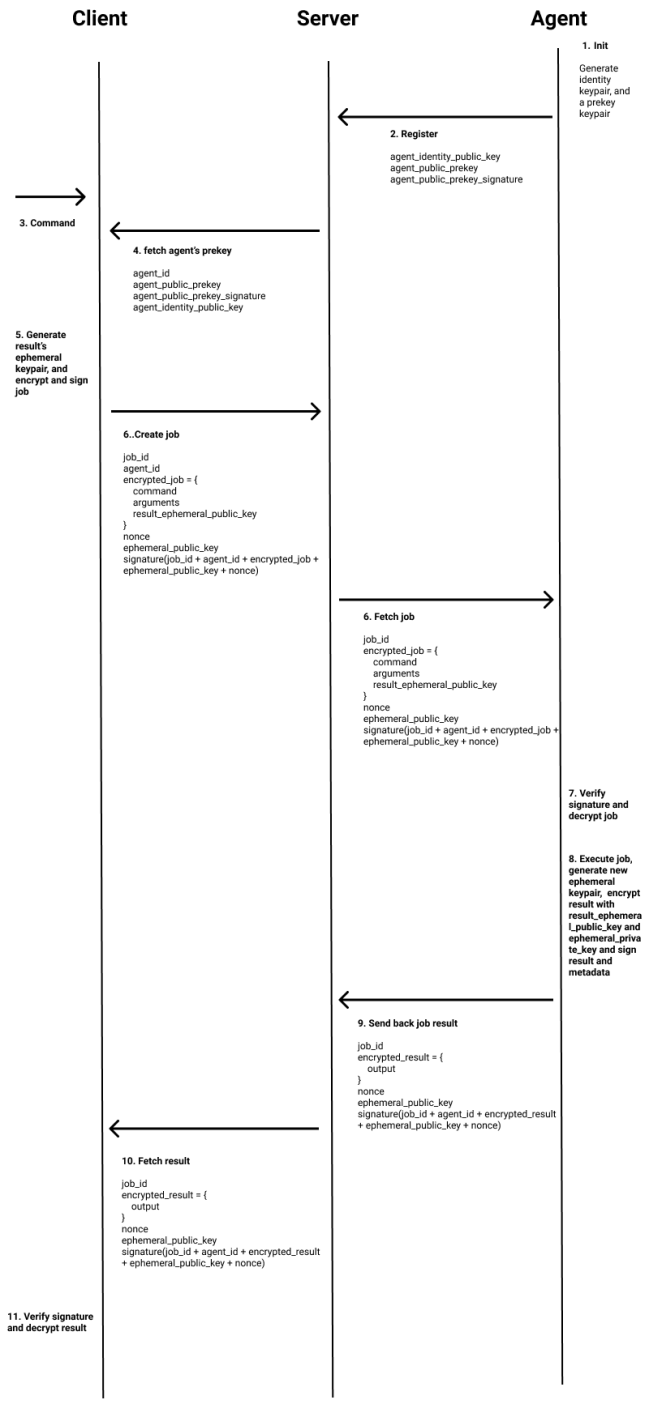 Client
Server
Agent
1. Init
Generate
identity
keypair, and
a prekey
keypair
2. Register
agent_identity_public_key
agent_public_prekey
agent_public_prekey_signature
3. Command
4. fetch agent's prekey
agent_id
agent_public_prekey
agent_public_prekey_signature
agent_identity_public_key
5. Generate
result's
ephemeral
keypair, and
encrypt and sign
job
6..Create job
job_id
agent_id
encrypted_job = {
command
arguments
result_ephemeral_public_key
}
nonce
ephemeral_public_key
signature(job_id + agent_id + encrypted_job +
ephemeral_public_key + nonce)
6. Fetch job
job_id
encrypted_job = {
command
arguments
result_ephemeral_public_key
}
nonce
ephemeral_public_key
signature(job_id + agent_id + encrypted_job +
ephemeral_public_key + nonce)
7. Verify
signature and
decrypt job
8. Execute job,
generate new
ephemeral
keypair, encrypt
result with
result_ephemera
l_public_key and
ephemeral_priva
te_key and sign
result and
metadata
9. Send back job result
job_id
encrypted_result = {
output
}
nonce
ephemeral_public_key
signature(job_id + agent_id + encrypted_result
+ ephemeral_public_key + nonce)
10. Fetch result
job_id
encrypted_result = {
output
}
nonce
ephemeral_public_key
signature(job_id + agent_id + encrypted_result
+ ephemeral_public_key + nonce)
11. Verify signature
and decrypt result